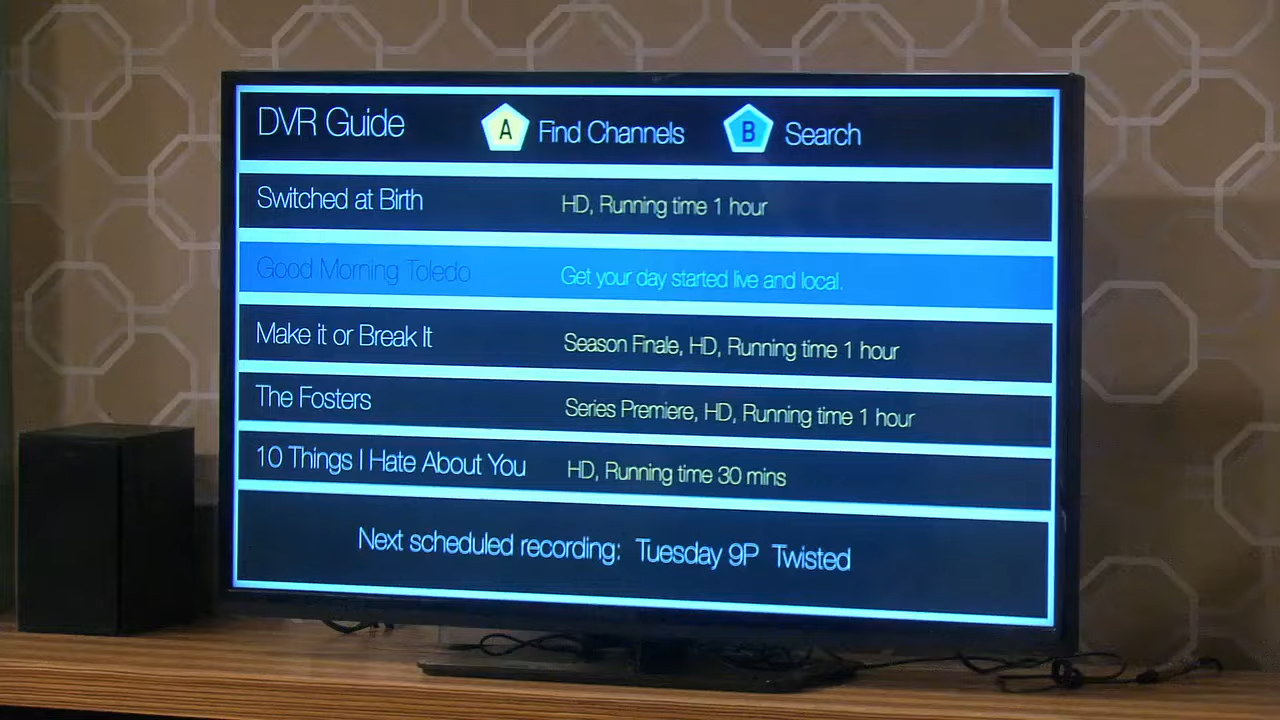 DVR Guide A Find Channels B Search
Switched at Birth HD, Running time 1 hour
Good Morning Toledo Get your day started live and local.
Make it or Break It Season Finale, HD, Running time 1 hour
The Fosters Series Premiere, HD, Running time 1 hour
10 Things I Hate About You HD, Running time 30 mins
Next scheduled recording: Tuesday 9P Twisted